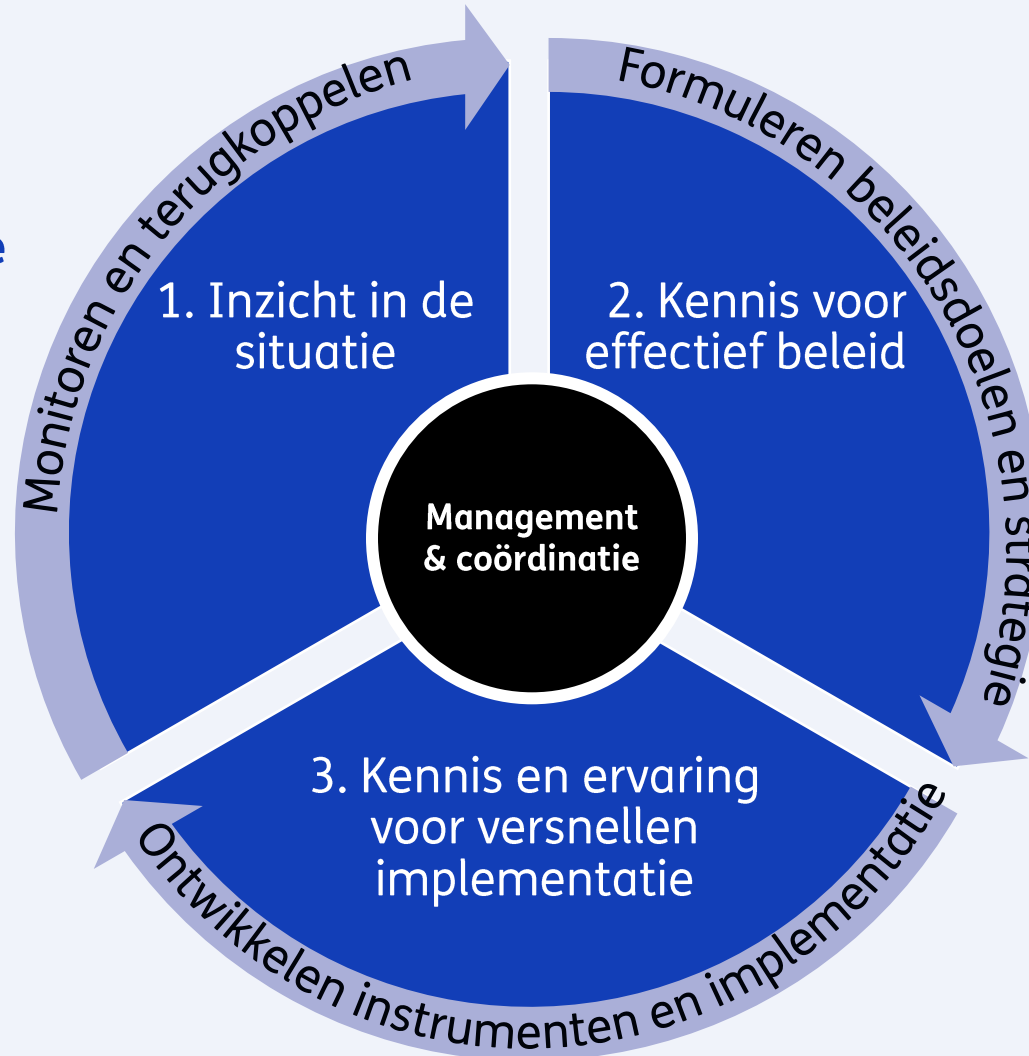 Monitoren en terugkoppelen
Formuleren beleidsdoelen en strategie
1. Inzicht in de
situatie
2. Kennis voor
effectief beleid
Management
& coördinatie
3. Kennis en ervaring
voor versnellen
implementatie
Ontwikkelen instrumenten en implementatie